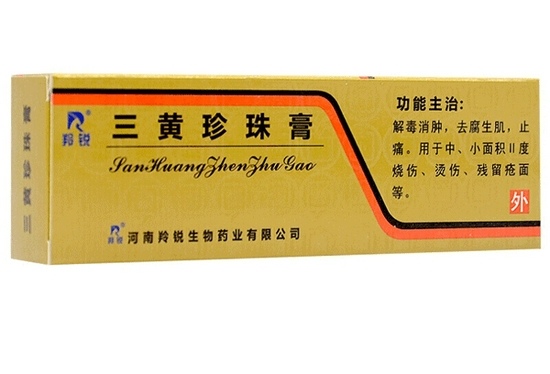 羚锐
三黄珍珠膏
SanHuangZhenZhu Gao
羚锐 河南羚锐生物药业有限公司
功能主治:
解毒消肿，去腐生肌，止
痛。用于中、小面积II度
烧伤、烫伤、残留疮面
等。
外